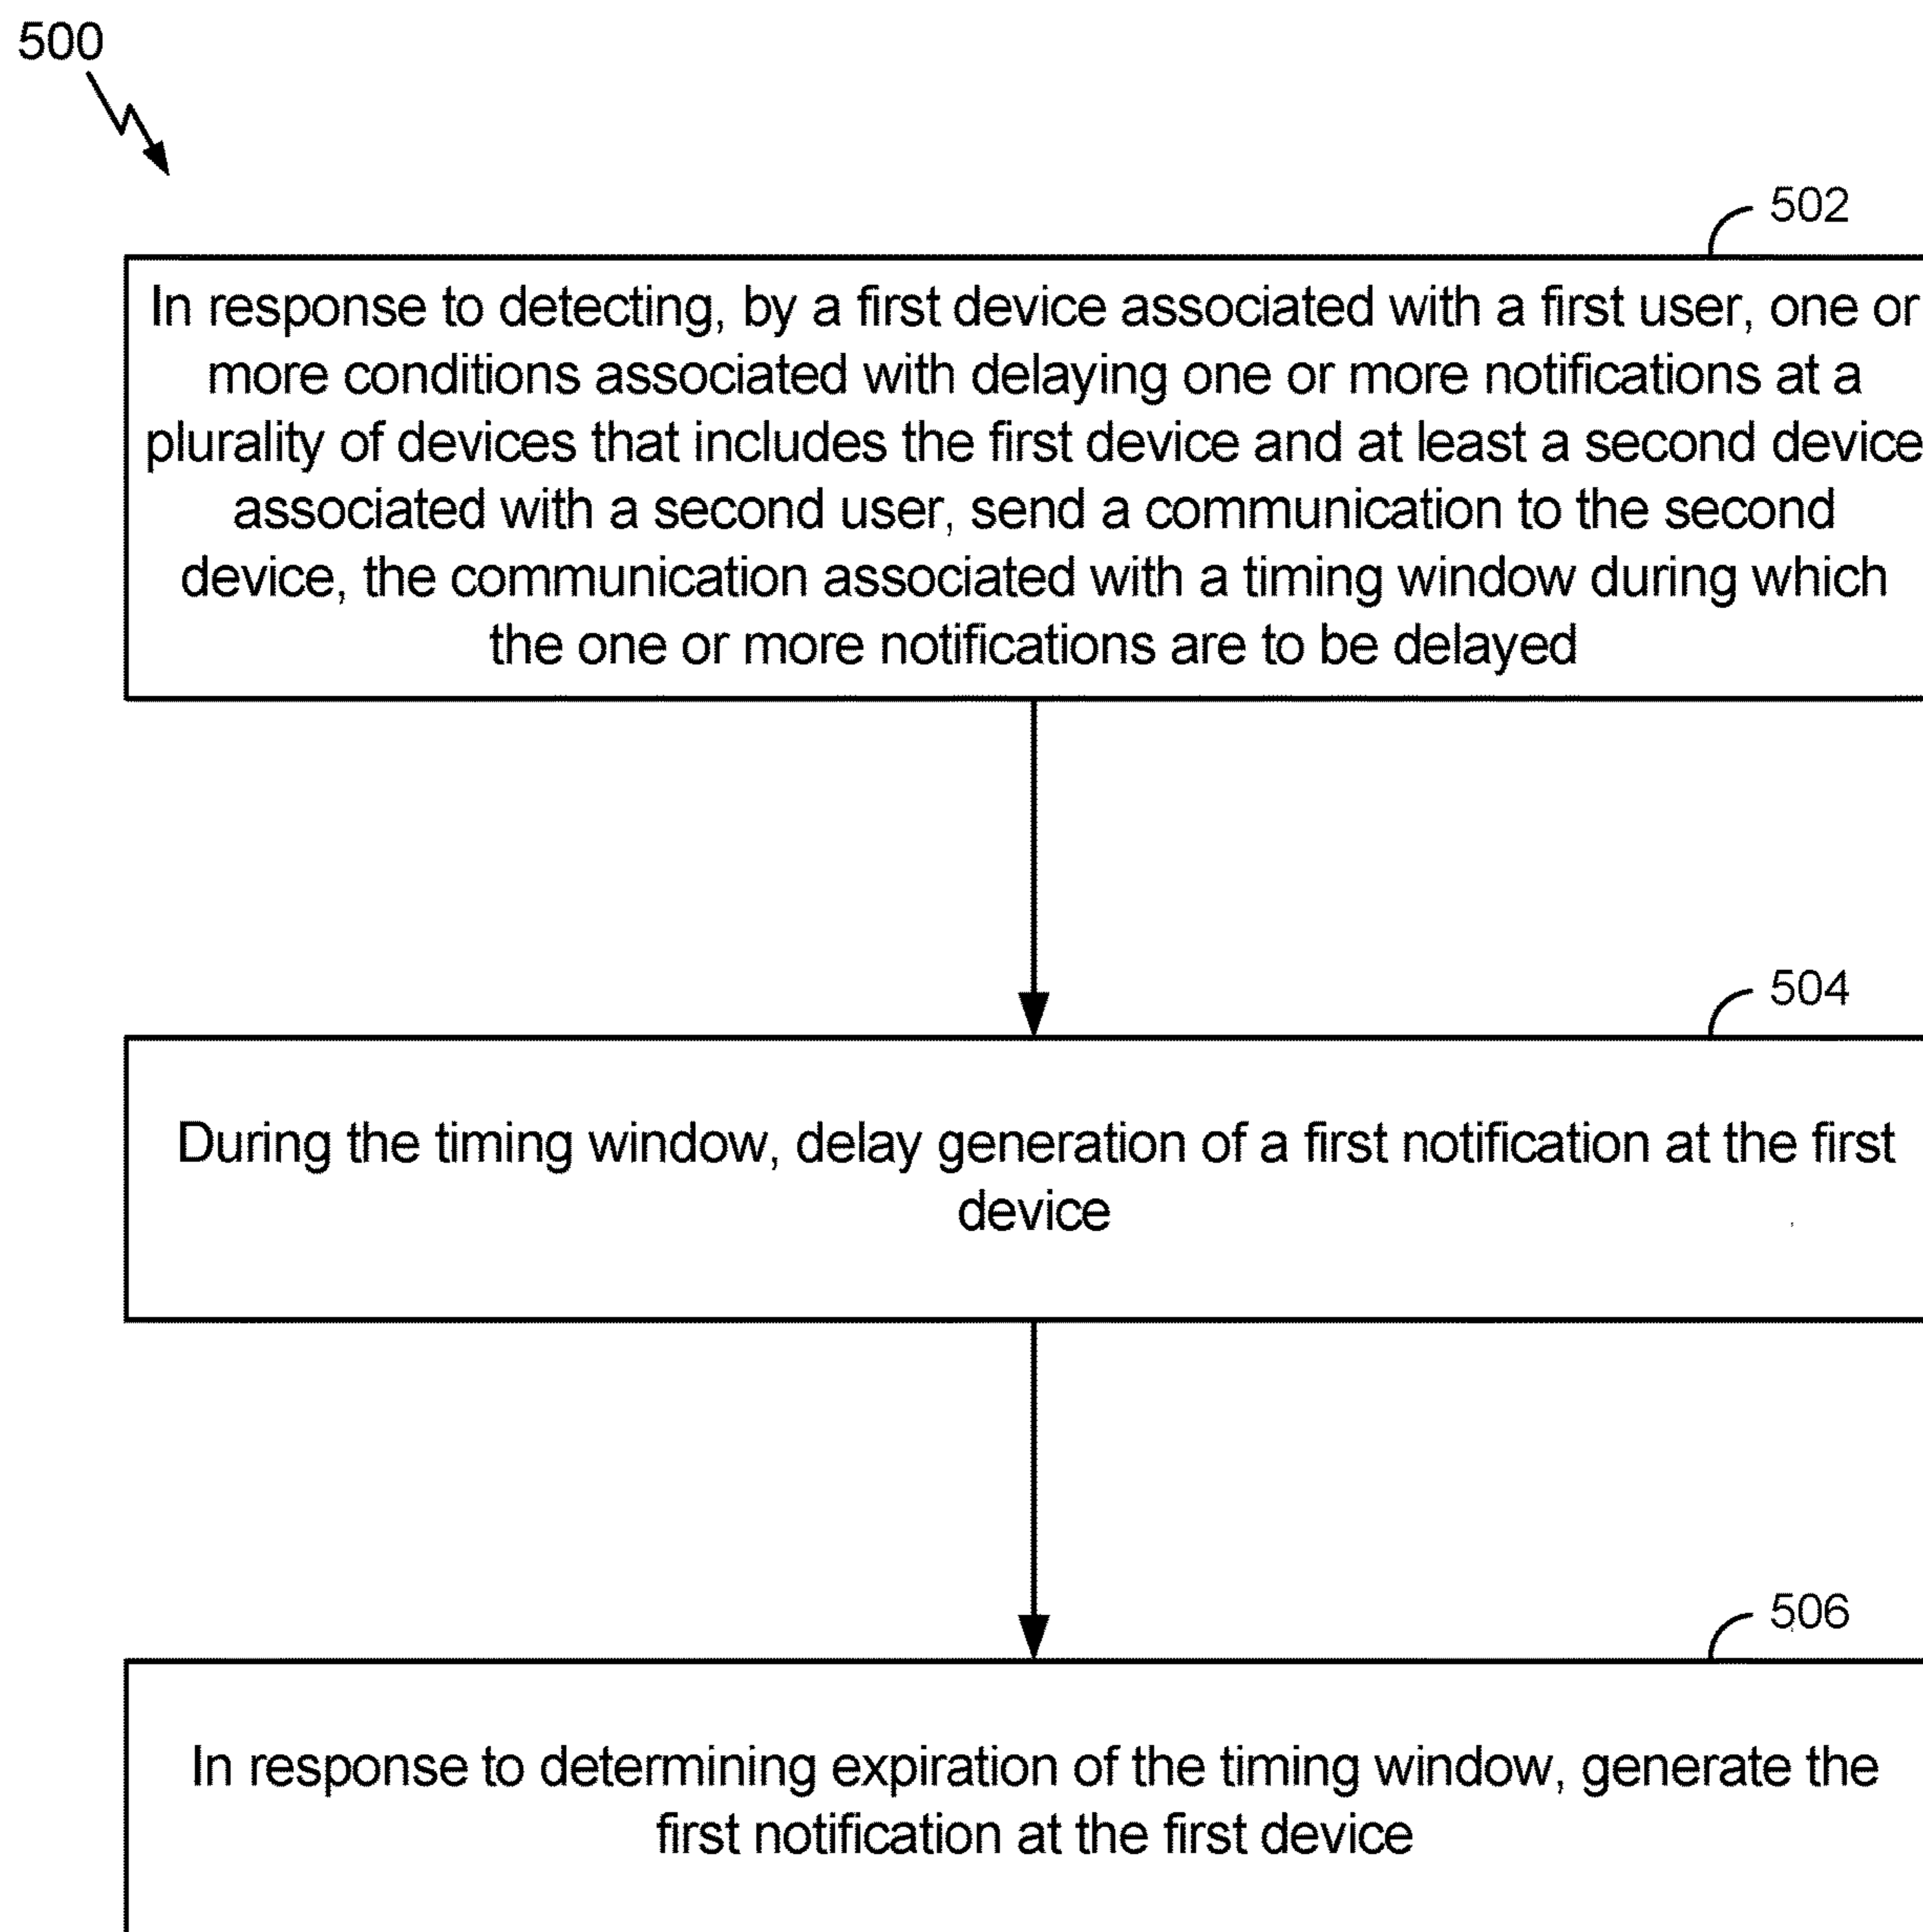 500
502
In response to detecting, by a first device associated with a first user, one or
more conditions associated with delaying one or more notifications at a
plurality of devices that includes the first device and at least a second device
associated with a second user, send a communication to the second
device, the communication associated with a timing window during which
the one or more notifications are to be delayed
504
During the timing window, delay generation of a first notification at the first
device
506
In response to determining expiration of the timing window, generate the
first notification at the first device